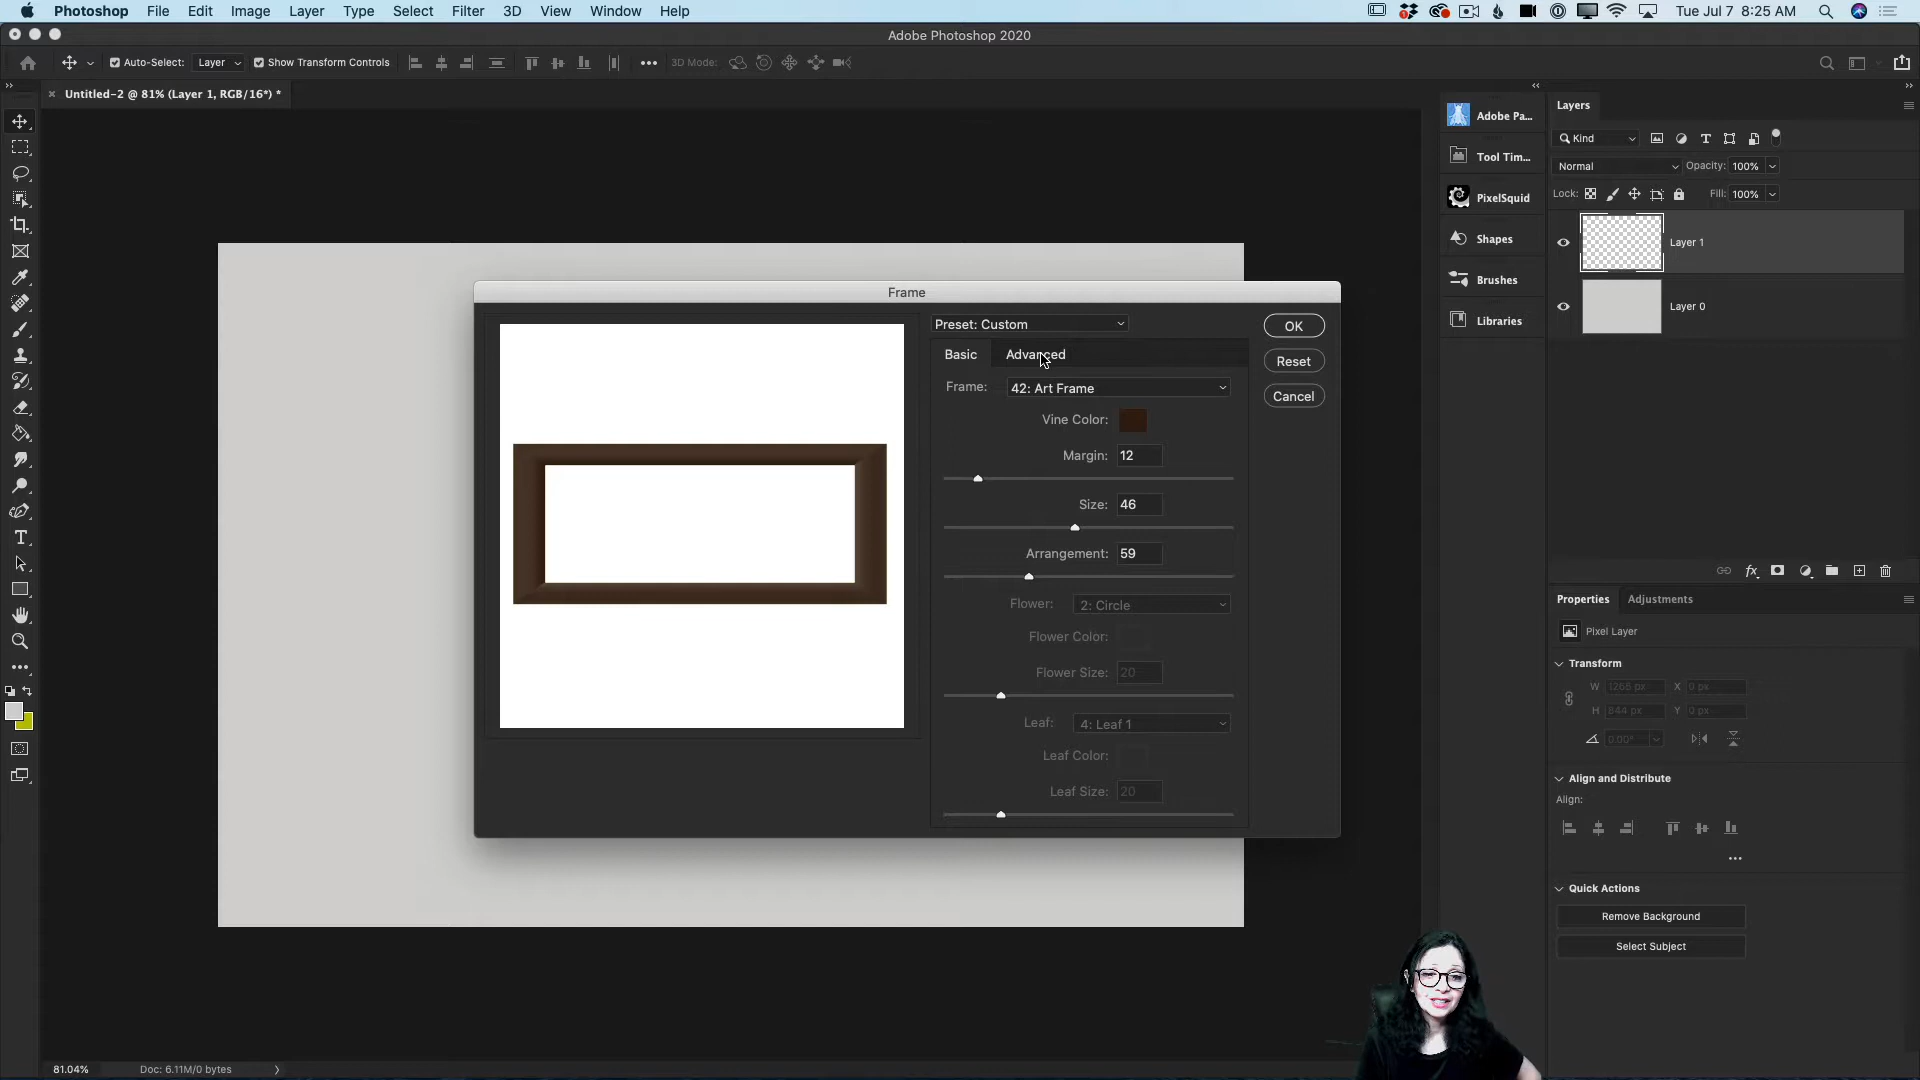 Photoshop File Edit Image Layer Type Select Filter 3D View Window Help Tue Jul 7 8:25 AM
Adobe Photoshop 2020
Auto-Select: Layer Show Transform Controls 3D Mode:
Untitled-2 @ 81% (Layer 1, RGB/16*) *
Frame
Preset: Custom
Basic Advanced
Frame: 42: Art Frame
Vine Color:
Margin: 12
Size: 46
Arrangement: 59
Flower: 2: Circle
Flower Color:
Flower Size: 20
Leaf: 4: Leaf 1
Leaf Color:
Leaf Size: 20
OK
Reset
Cancel
Adobe Pa...
Tool Tim...
PixelSquid
Shapes
Brushes
Libraries
Layers
Kind
Normal Opacity: 100%
Lock: Fill: 100%
Layer 1
Layer 0
Properties Adjustments
Pixel Layer
Transform
W 1265 px X 0 px
H 844 px Y 0 px
0.00°
Align and Distribute
Align:
Quick Actions
Remove Background
Select Subject
81.04% Doc: 6.11M/0 bytes